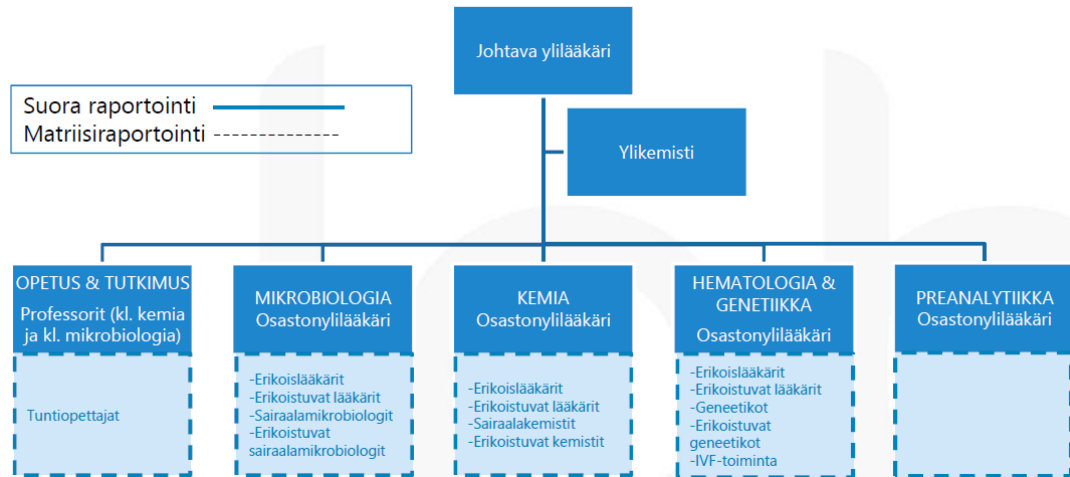 Johtava ylilääkäri
Suora raportointi
Matriisiraportointi
Ylikemisti
OPETUS & TUTKIMUS
Professorit (kl. kemia
ja kl. mikrobiologia)
Tuntiopettajat
MIKROBIOLOGIA
Osastonylilääkäri
-Erikoislääkärit
-Erikoistuvat lääkärit
-Sairaalamikrobiologit
-Erikoistuvat
sairaalamikrobiologit
KEMIA
Osastonylilääkäri
-Erikoislääkärit
-Erikoistuvat lääkärit
-Sairaalakemistit
-Erikoistuvat kemistit
HEMATOLOGIA &
GENETIIKKA
Osastonylilääkäri
-Erikoislääkärit
-Erikoistuvat lääkärit
-Geneetikot
-Erikoistuvat
geneetikot
-IVF-toiminta
PREANALYTIIKKA
Osastonylilääkäri